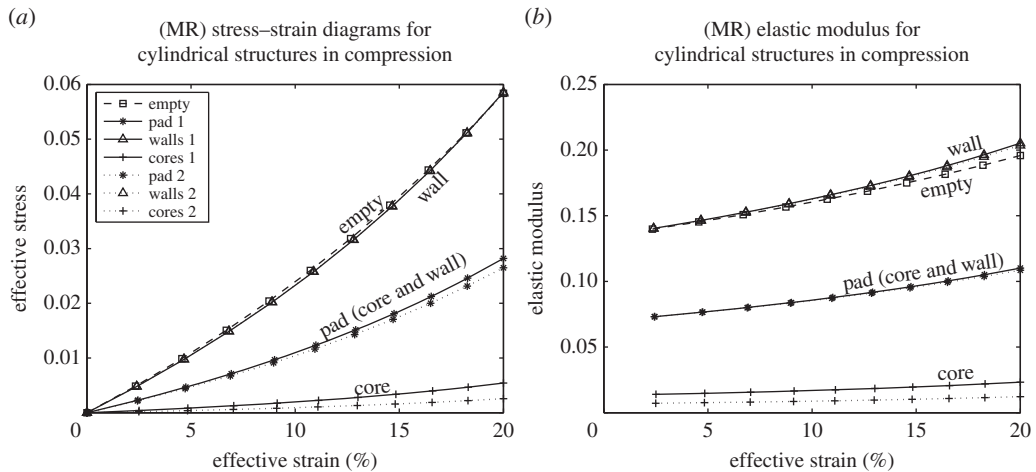 (a)
(MR) stress–strain diagrams for
cylindrical structures in compression
0.06
0.05
0.04
0.03
0.02
0.01
0
5
10
15
20
effective stress
effective strain (%)
empty
pad 1
walls 1
cores 1
pad 2
walls 2
cores 2
empty
wall
pad (core and wall)
core
(b)
(MR) elastic modulus for
cylindrical structures in compression
0.25
0.20
0.15
0.10
0.05
0
5
10
15
20
elastic modulus
effective strain (%)
wall
empty
pad (core and wall)
core